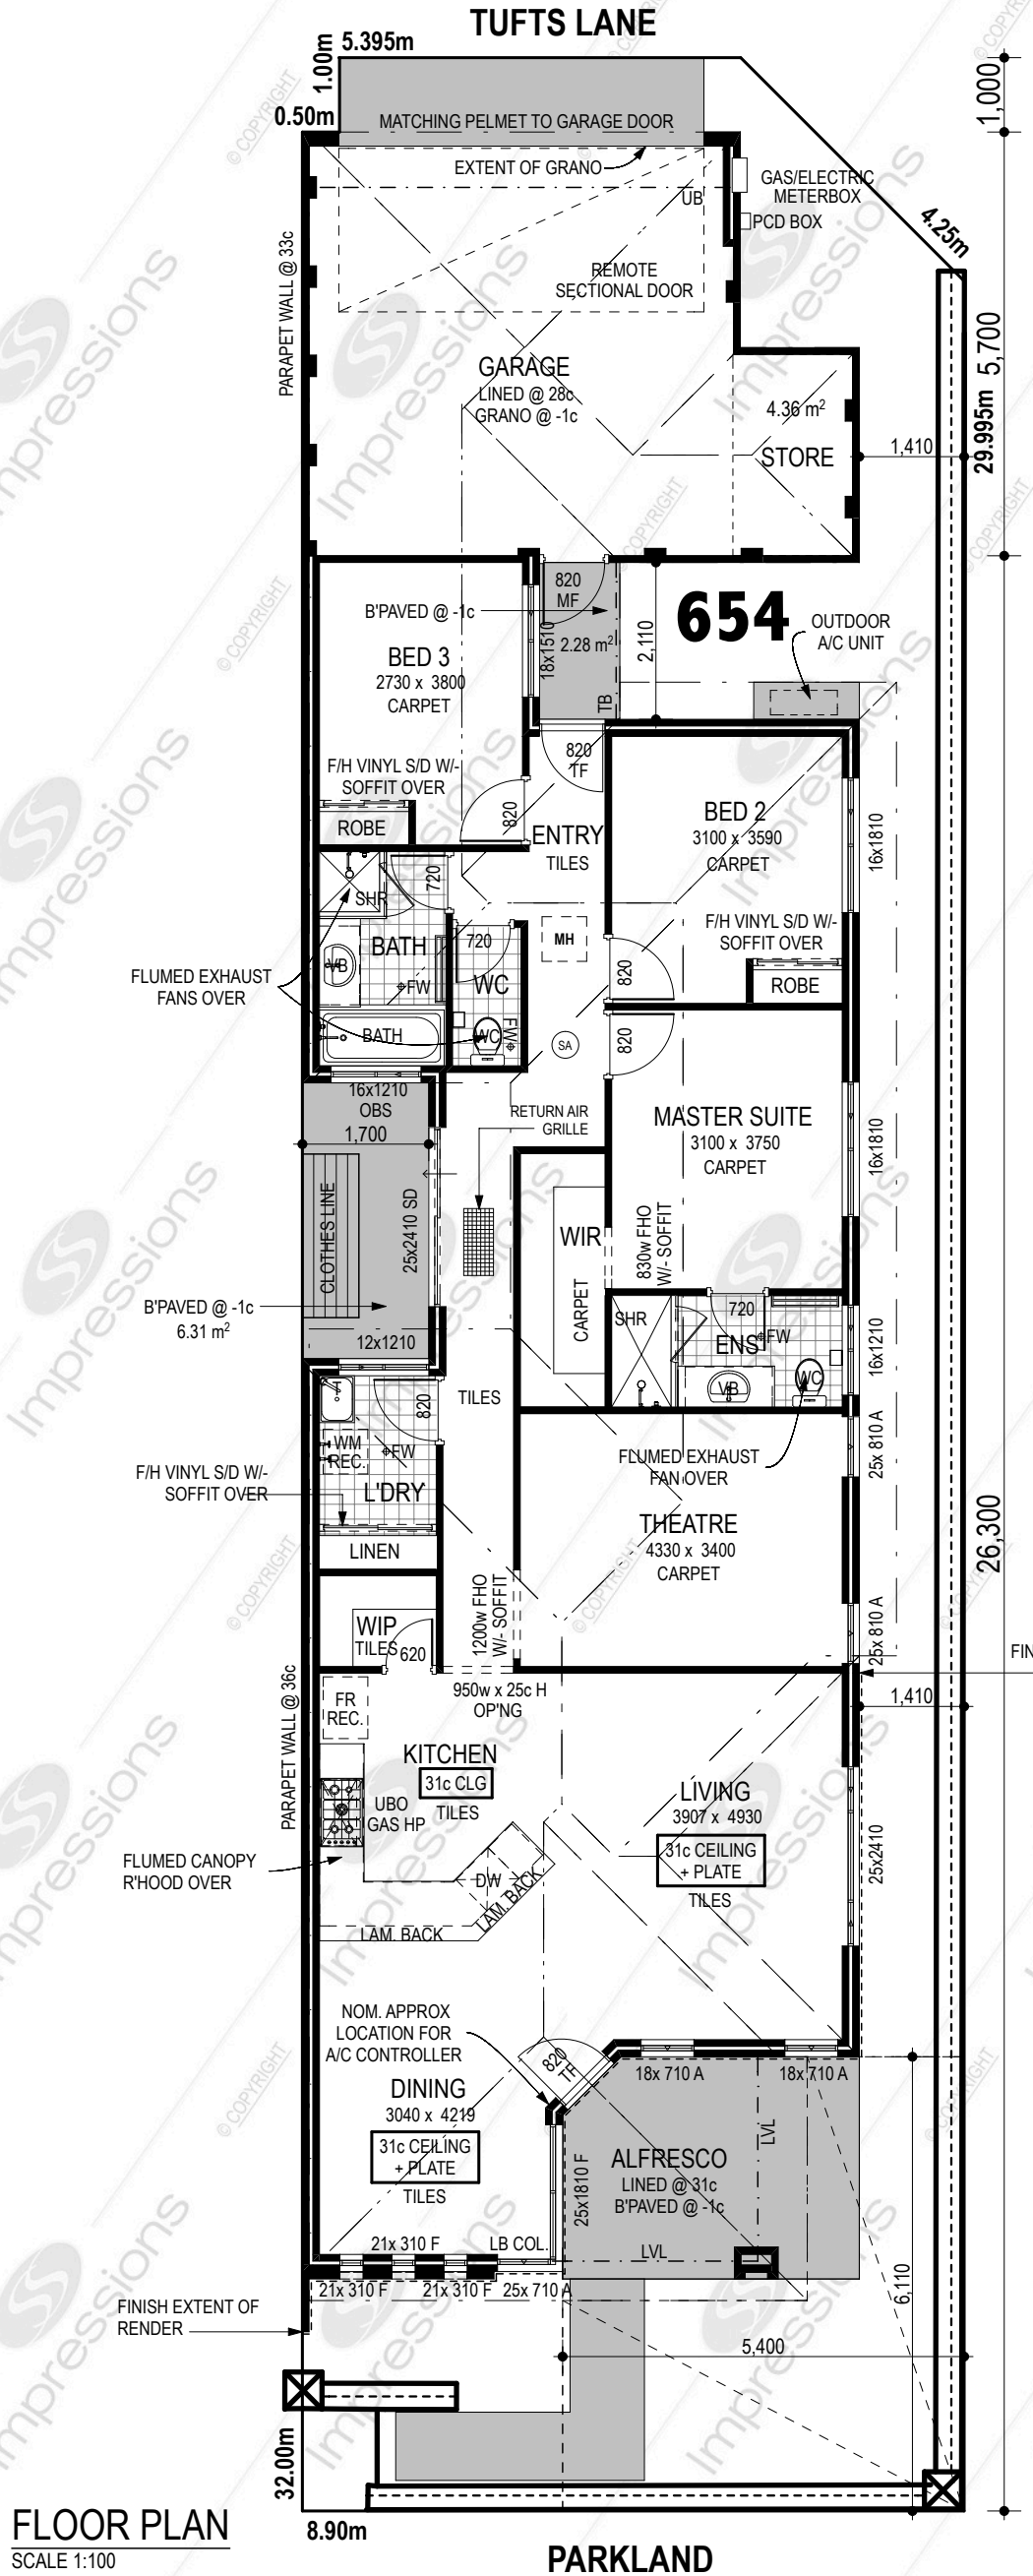 TUFTS LANE
5.395m
1.00m
0.50m
1,000
MATCHING PELMET TO GARAGE DOOR
EXTENT OF GRANO
UB
GAS/ELECTRIC
METERBOX
PCD BOX
4.25m
PARAPET WALL @ 33c
REMOTE
SECTIONAL DOOR
GARAGE
LINED @ 28c
GRANO @ -1c
4.36 m²
STORE
1,410
5,700
29.995m
820
MF
B'PAVED @ -1c
18x1510
2.28 m²
2,110
TB
654
OUTDOOR
A/C UNIT
BED 3
2730 x 3800
CARPET
F/H VINYL S/D W/-
SOFFIT OVER
ROBE
820
820
TF
ENTRY
TILES
BED 2
3100 x 3590
CARPET
16x1810
F/H VINYL S/D W/-
SOFFIT OVER
ROBE
SHR
720
BATH
VB
FW
720
WC
WC
FW
MH
820
FLUMED EXHAUST
FANS OVER
BATH
SA
820
16x1210
OBS
1,700
RETURN AIR
GRILLE
MASTER SUITE
3100 x 3750
CARPET
16x1810
CLOTHES LINE
25x2410 SD
WIR
CARPET
830w FHO
W/- SOFFIT
B'PAVED @ -1c
6.31 m²
12x1210
SHR
720
ENS
FW
VB
WC
16x1210
TILES
820
WM
REC.
FW
L'DRY
F/H VINYL S/D W/-
SOFFIT OVER
LINEN
FLUMED EXHAUST
FAN OVER
25x 810 A
THEATRE
4330 x 3400
CARPET
26,300
1200w FHO
W/- SOFFIT
25x 810 A
WIP
TILES
620
FIN
950w x 25c H
OP'NG
1,410
FR
REC.
PARAPET WALL @ 36c
KITCHEN
31c CLG
TILES
UBO
GAS HP
LIVING
3907 x 4930
31c CEILING
+ PLATE
TILES
25x2410
FLUMED CANOPY
R'HOOD OVER
DW
LAM. BACK
LAM. BACK
NOM. APPROX
LOCATION FOR
A/C CONTROLLER
820
TF
18x 710 A
18x 710 A
DINING
3040 x 4219
31c CEILING
+ PLATE
TILES
25x1810 F
ALFRESCO
LINED @ 31c
B'PAVED @ -1c
LVL
LVL
21x 310 F
LB COL.
21x 310 F
21x 310 F
25x 710 A
6,110
FINISH EXTENT OF
RENDER
5,400
32.00m
8.90m
FLOOR PLAN
SCALE 1:100
PARKLAND
© COPYRIGHT
Impressions